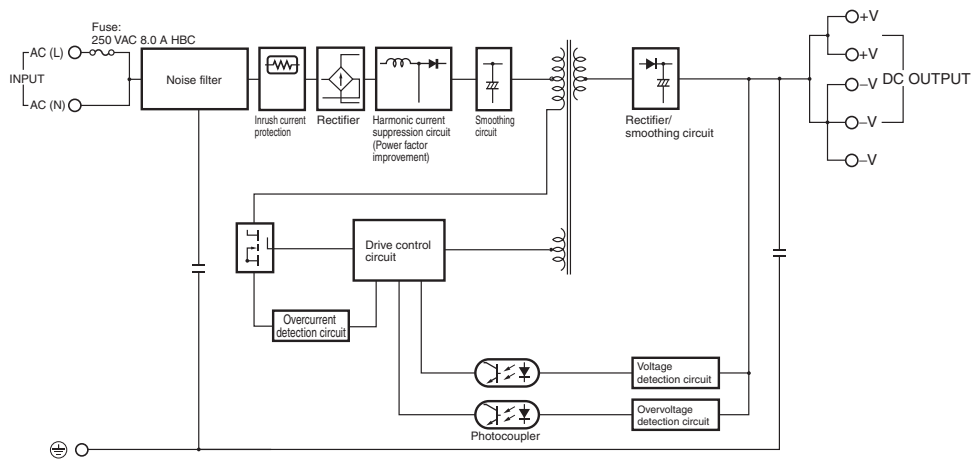 Fuse:
250 VAC 8.0 A HBC
AC (L)
INPUT
AC (N)
Noise filter
Inrush current
protection
Rectifier
Harmonic current
suppression circuit
(Power factor
improvement)
Smoothing
circuit
Rectifier/
smoothing circuit
+V
+V
−V
DC OUTPUT
−V
−V
Drive control
circuit
Overcurrent
detection circuit
Voltage
detection circuit
Overvoltage
detection circuit
Photocoupler